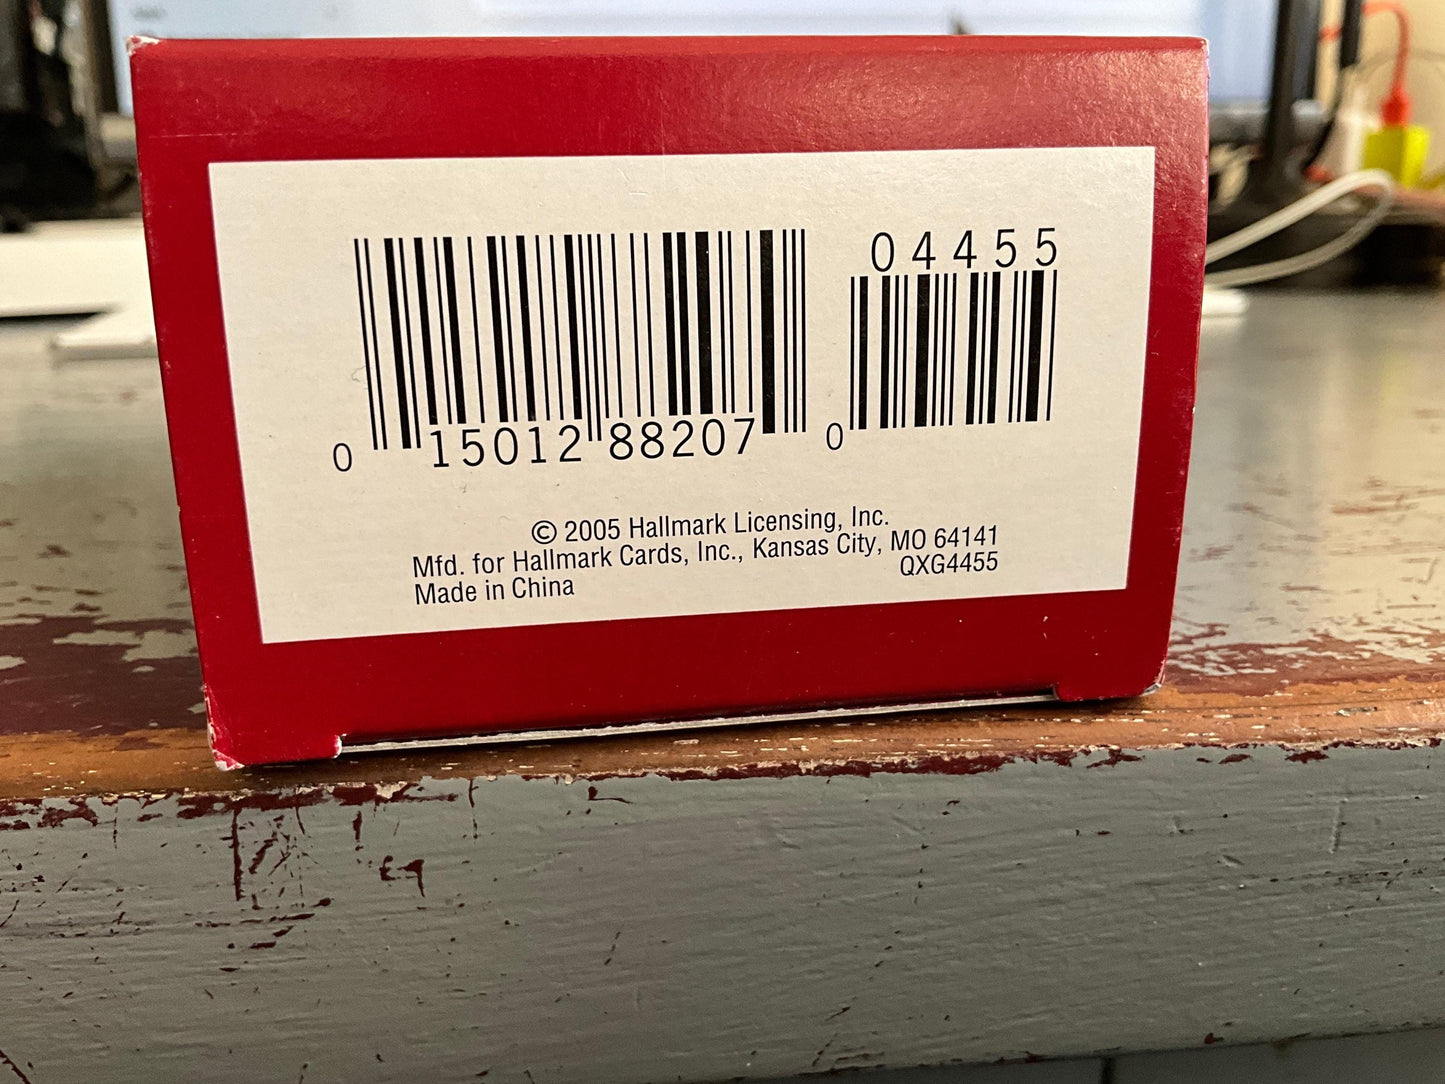 04455
0 15012 88207 0
© 2005 Hallmark Licensing, Inc.
Mfd. for Hallmark Cards, Inc., Kansas City, MO 64141
Made in China QXG4455